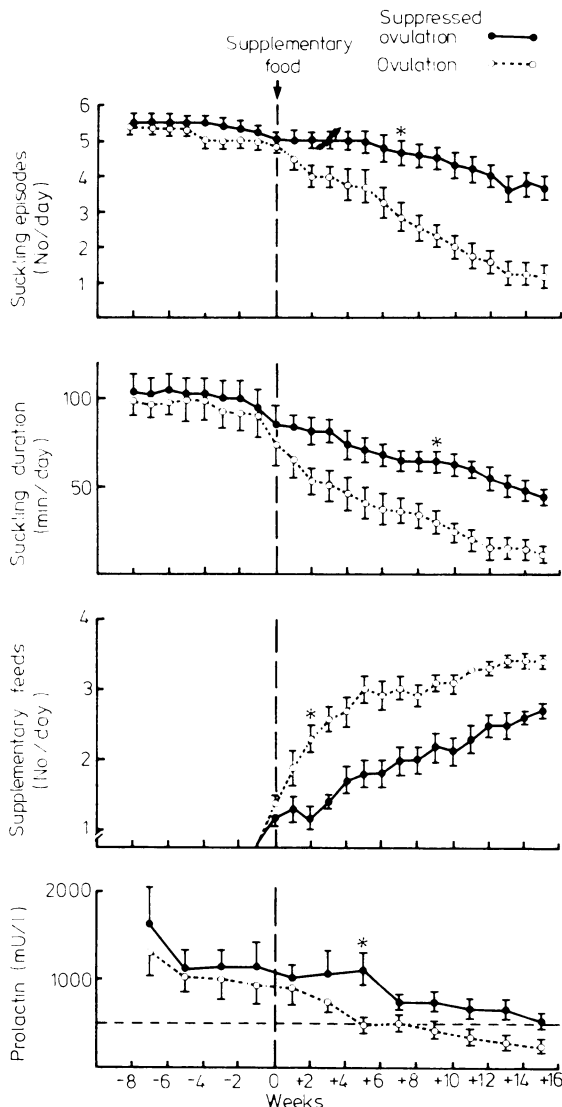 Suppressed
ovulation
Ovulation
Supplementary
food
Suckling episodes
(No/day)
6
5
4
3
2
1
*
Suckling duration
(min/day)
100
50
*
Supplementary feeds
(No/day)
4
3
2
1
*
Prolactin (mU/l)
2000
1000
*
-8 -6 -4 -2 0 +2 +4 +6 +8 +10 +12 +14 +16
Weeks